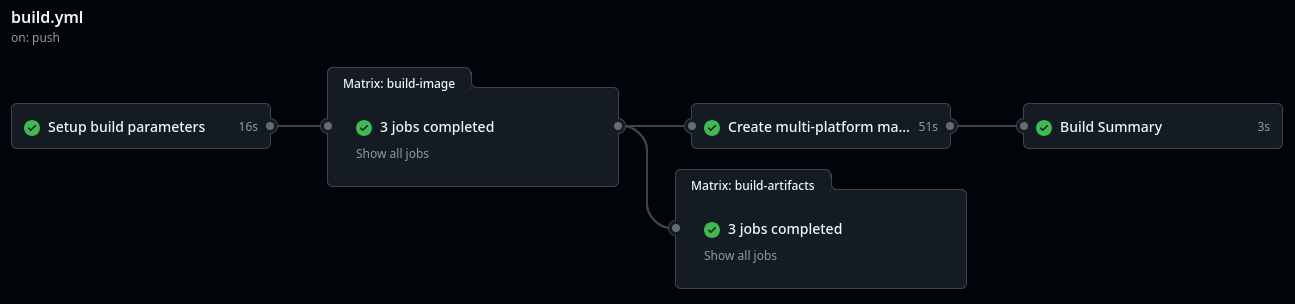 build.yml
on: push
Matrix: build-image
Setup build parameters 16s
3 jobs completed
Show all jobs
Create multi-platform ma... 51s
Build Summary 3s
Matrix: build-artifacts
3 jobs completed
Show all jobs